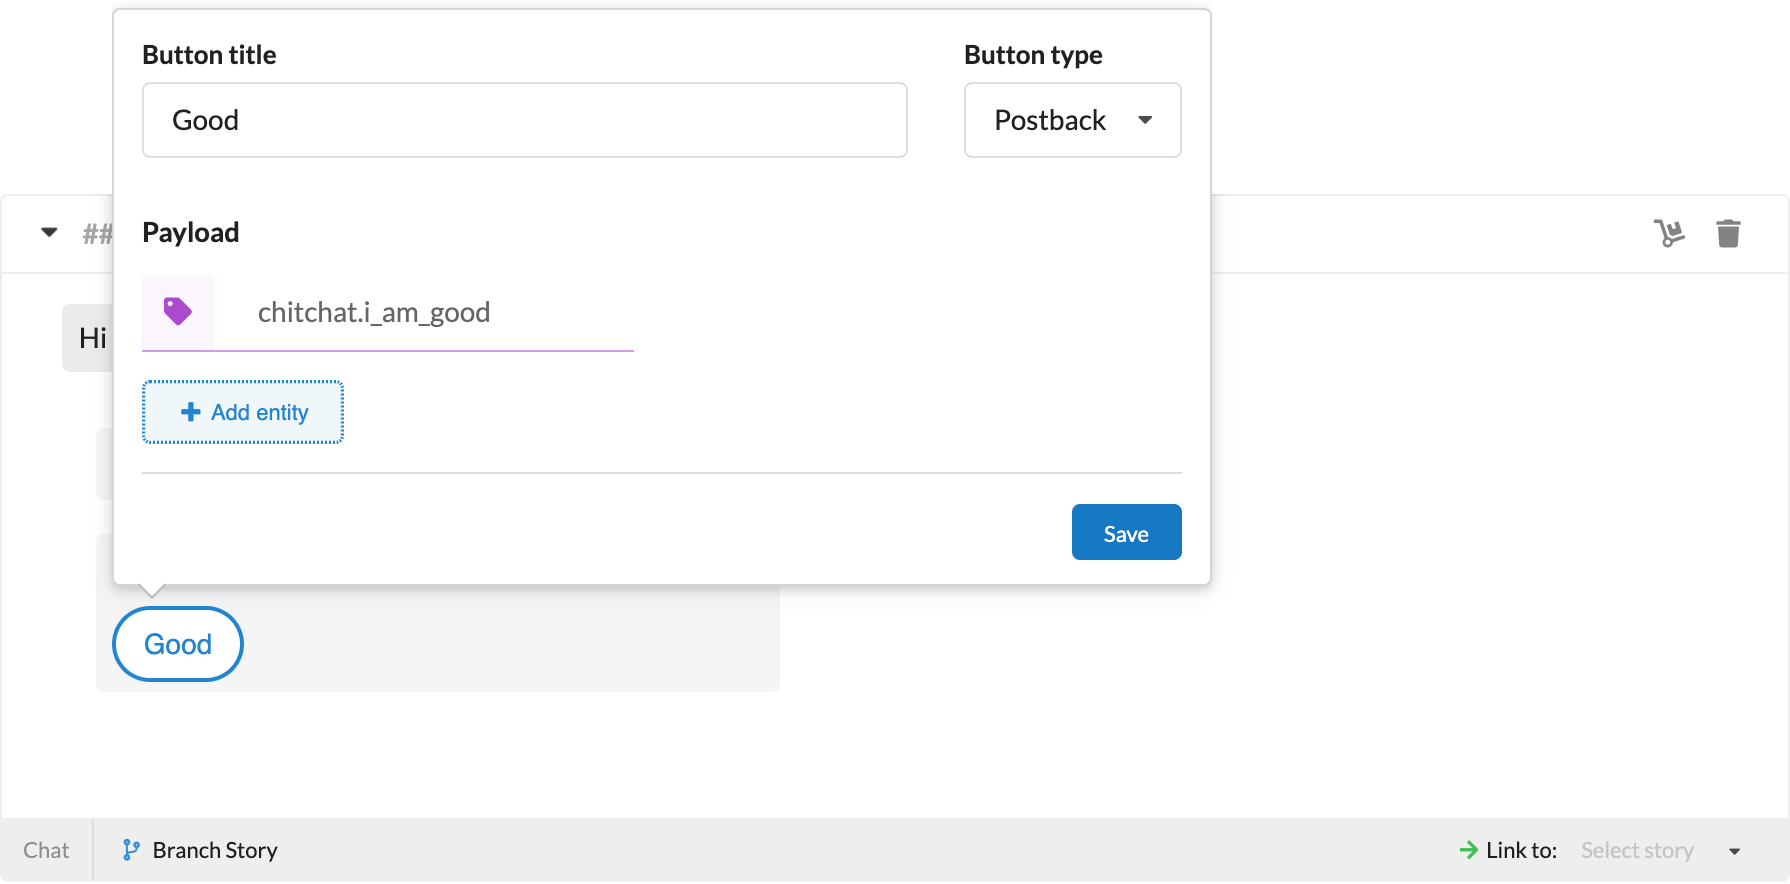 Button title
Button type
Good
Postback
##
Payload
chitchat.i_am_good
Hi
Add entity
Save
Good
Chat
Branch Story
Link to:
Select story